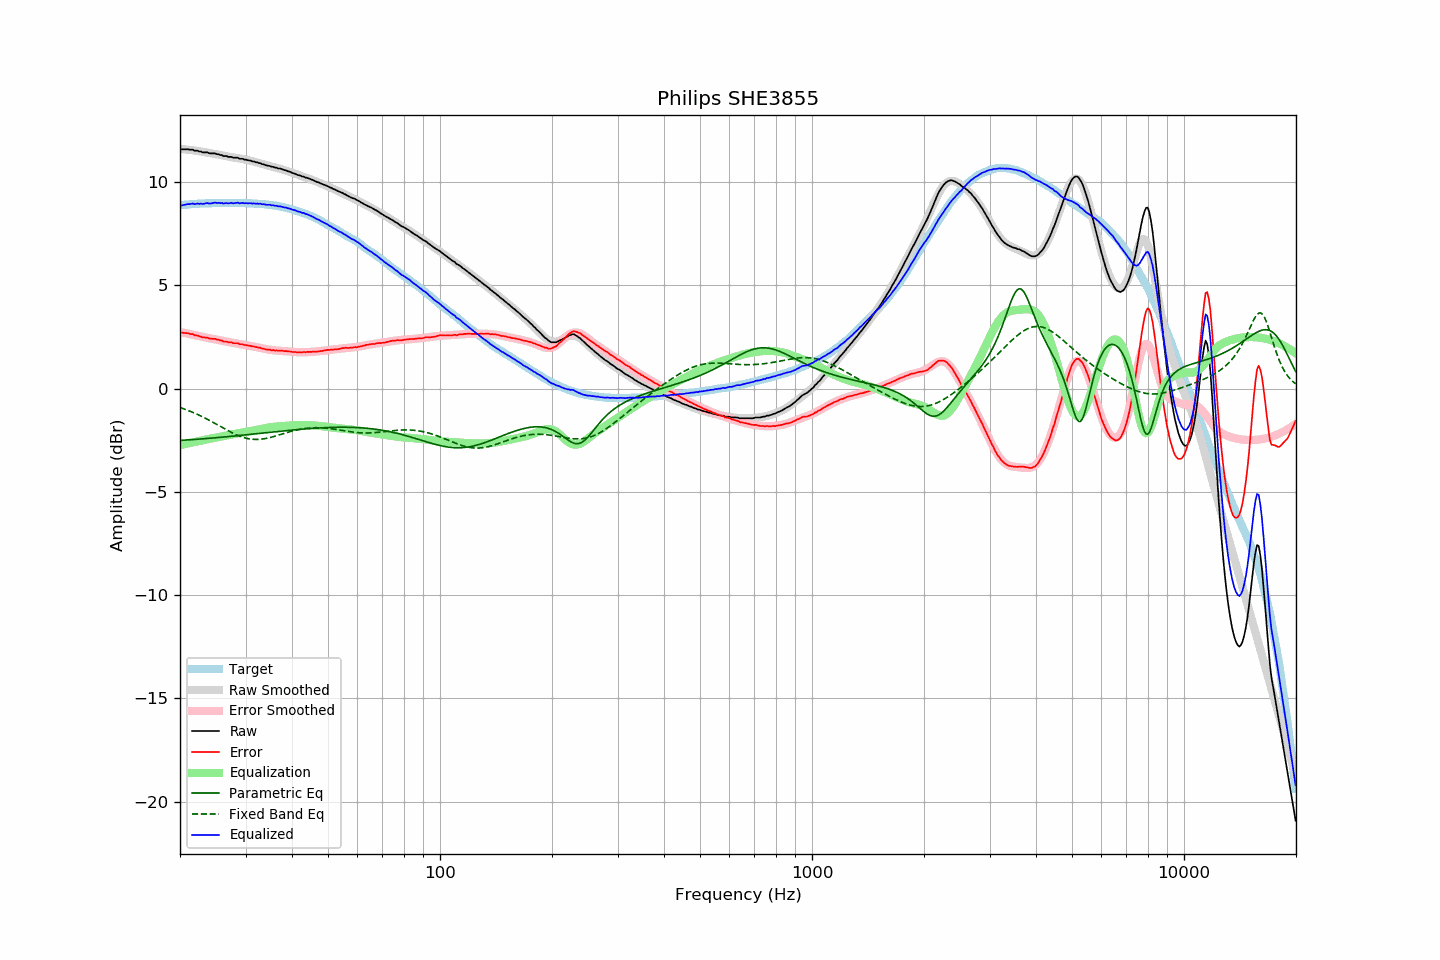 Philips SHE3855
Amplitude (dBr)
10
5
0
−5
−10
−15
−20
Target
Raw Smoothed
Error Smoothed
Raw
Error
Equalization
Parametric Eq
Fixed Band Eq
Equalized
100
1000
10000
Frequency (Hz)